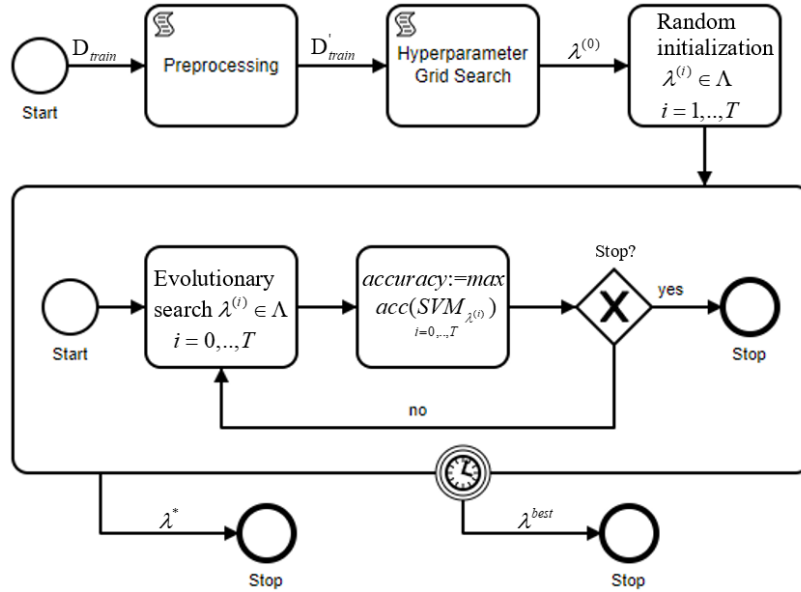 Start
D_train
Preprocessing
D'_train
Hyperparameter
Grid Search
λ^(0)
Random
initialization
λ^(i) ∈ Λ
i = 1,..,T
Start
Evolutionary
search λ^(i) ∈ Λ
i = 0,..,T
accuracy:=max
acc(SVM_λ^(i))
i=0,..,T
Stop?
yes
Stop
no
λ^*
Stop
λ^best
Stop